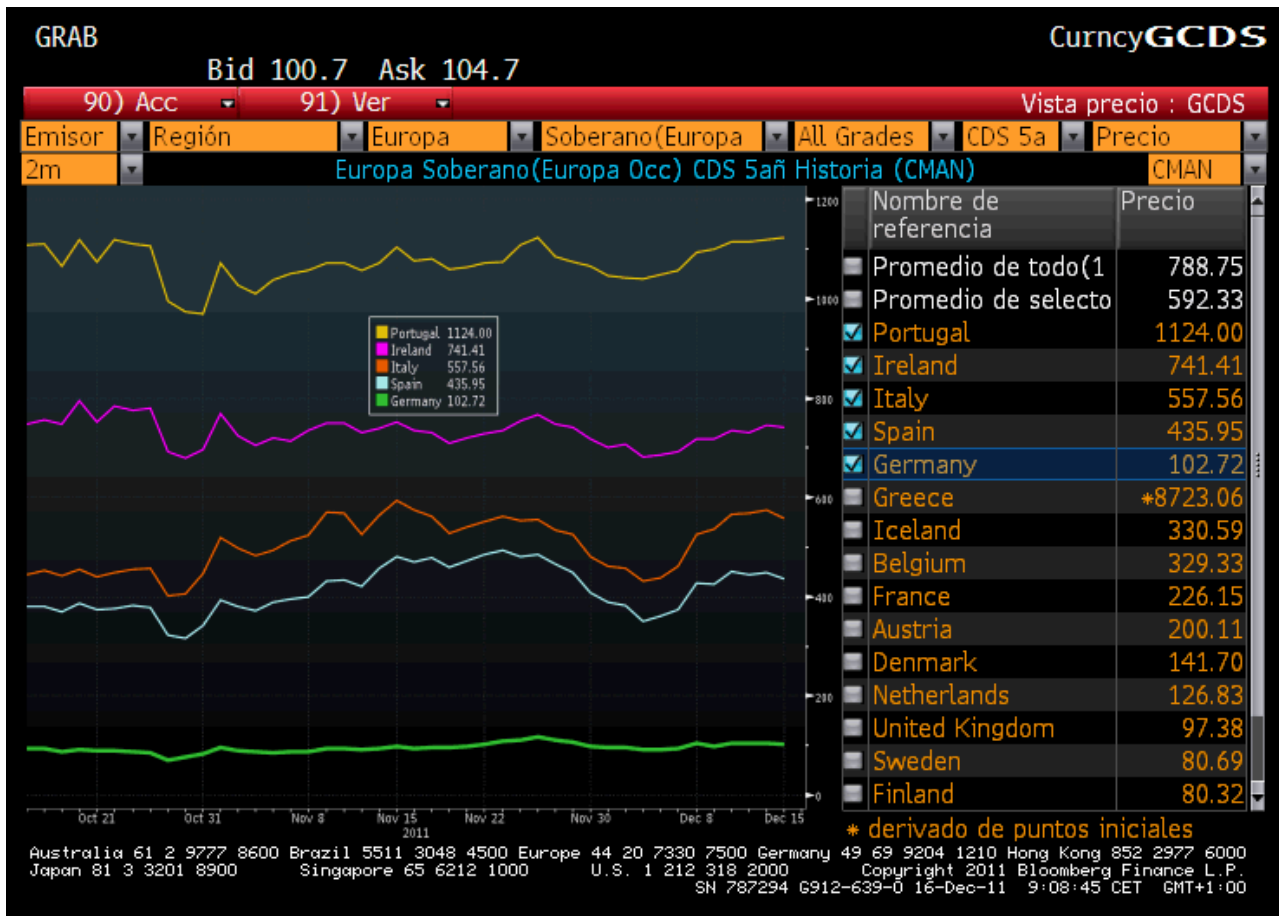 GRAB CurncyGCDS
Bid 100.7 Ask 104.7
90) Acc 91) Ver Vista precio : GCDS
Emisor Región Europa Soberano(Europa All Grades CDS 5a Precio
2m Europa Soberano(Europa Occ) CDS 5añ Historia (CMAN) CMAN
1200
1000
800
600
400
200
0
Portugal 1124.00
Ireland 741.41
Italy 557.56
Spain 435.95
Germany 102.72
Oct 21 Oct 31 Nov 8 Nov 15 Nov 22 Nov 30 Dec 8 Dec 15
2011
Nombre de referencia Precio
Promedio de todo(1 788.75
Promedio de selecto 592.33
Portugal 1124.00
Ireland 741.41
Italy 557.56
Spain 435.95
Germany 102.72
Greece *8723.06
Iceland 330.59
Belgium 329.33
France 226.15
Austria 200.11
Denmark 141.70
Netherlands 126.83
United Kingdom 97.38
Sweden 80.69
Finland 80.32
* derivado de puntos iniciales
Australia 61 2 9777 8600 Brazil 5511 3048 4500 Europe 44 20 7330 7500 Germany 49 69 9204 1210 Hong Kong 852 2977 6000
Japan 81 3 3201 8900 Singapore 65 6212 1000 U.S. 1 212 318 2000 Copyright 2011 Bloomberg Finance L.P.
SN 787294 G912-639-0 16-Dec-11 9:08:45 CET GMT+1:00